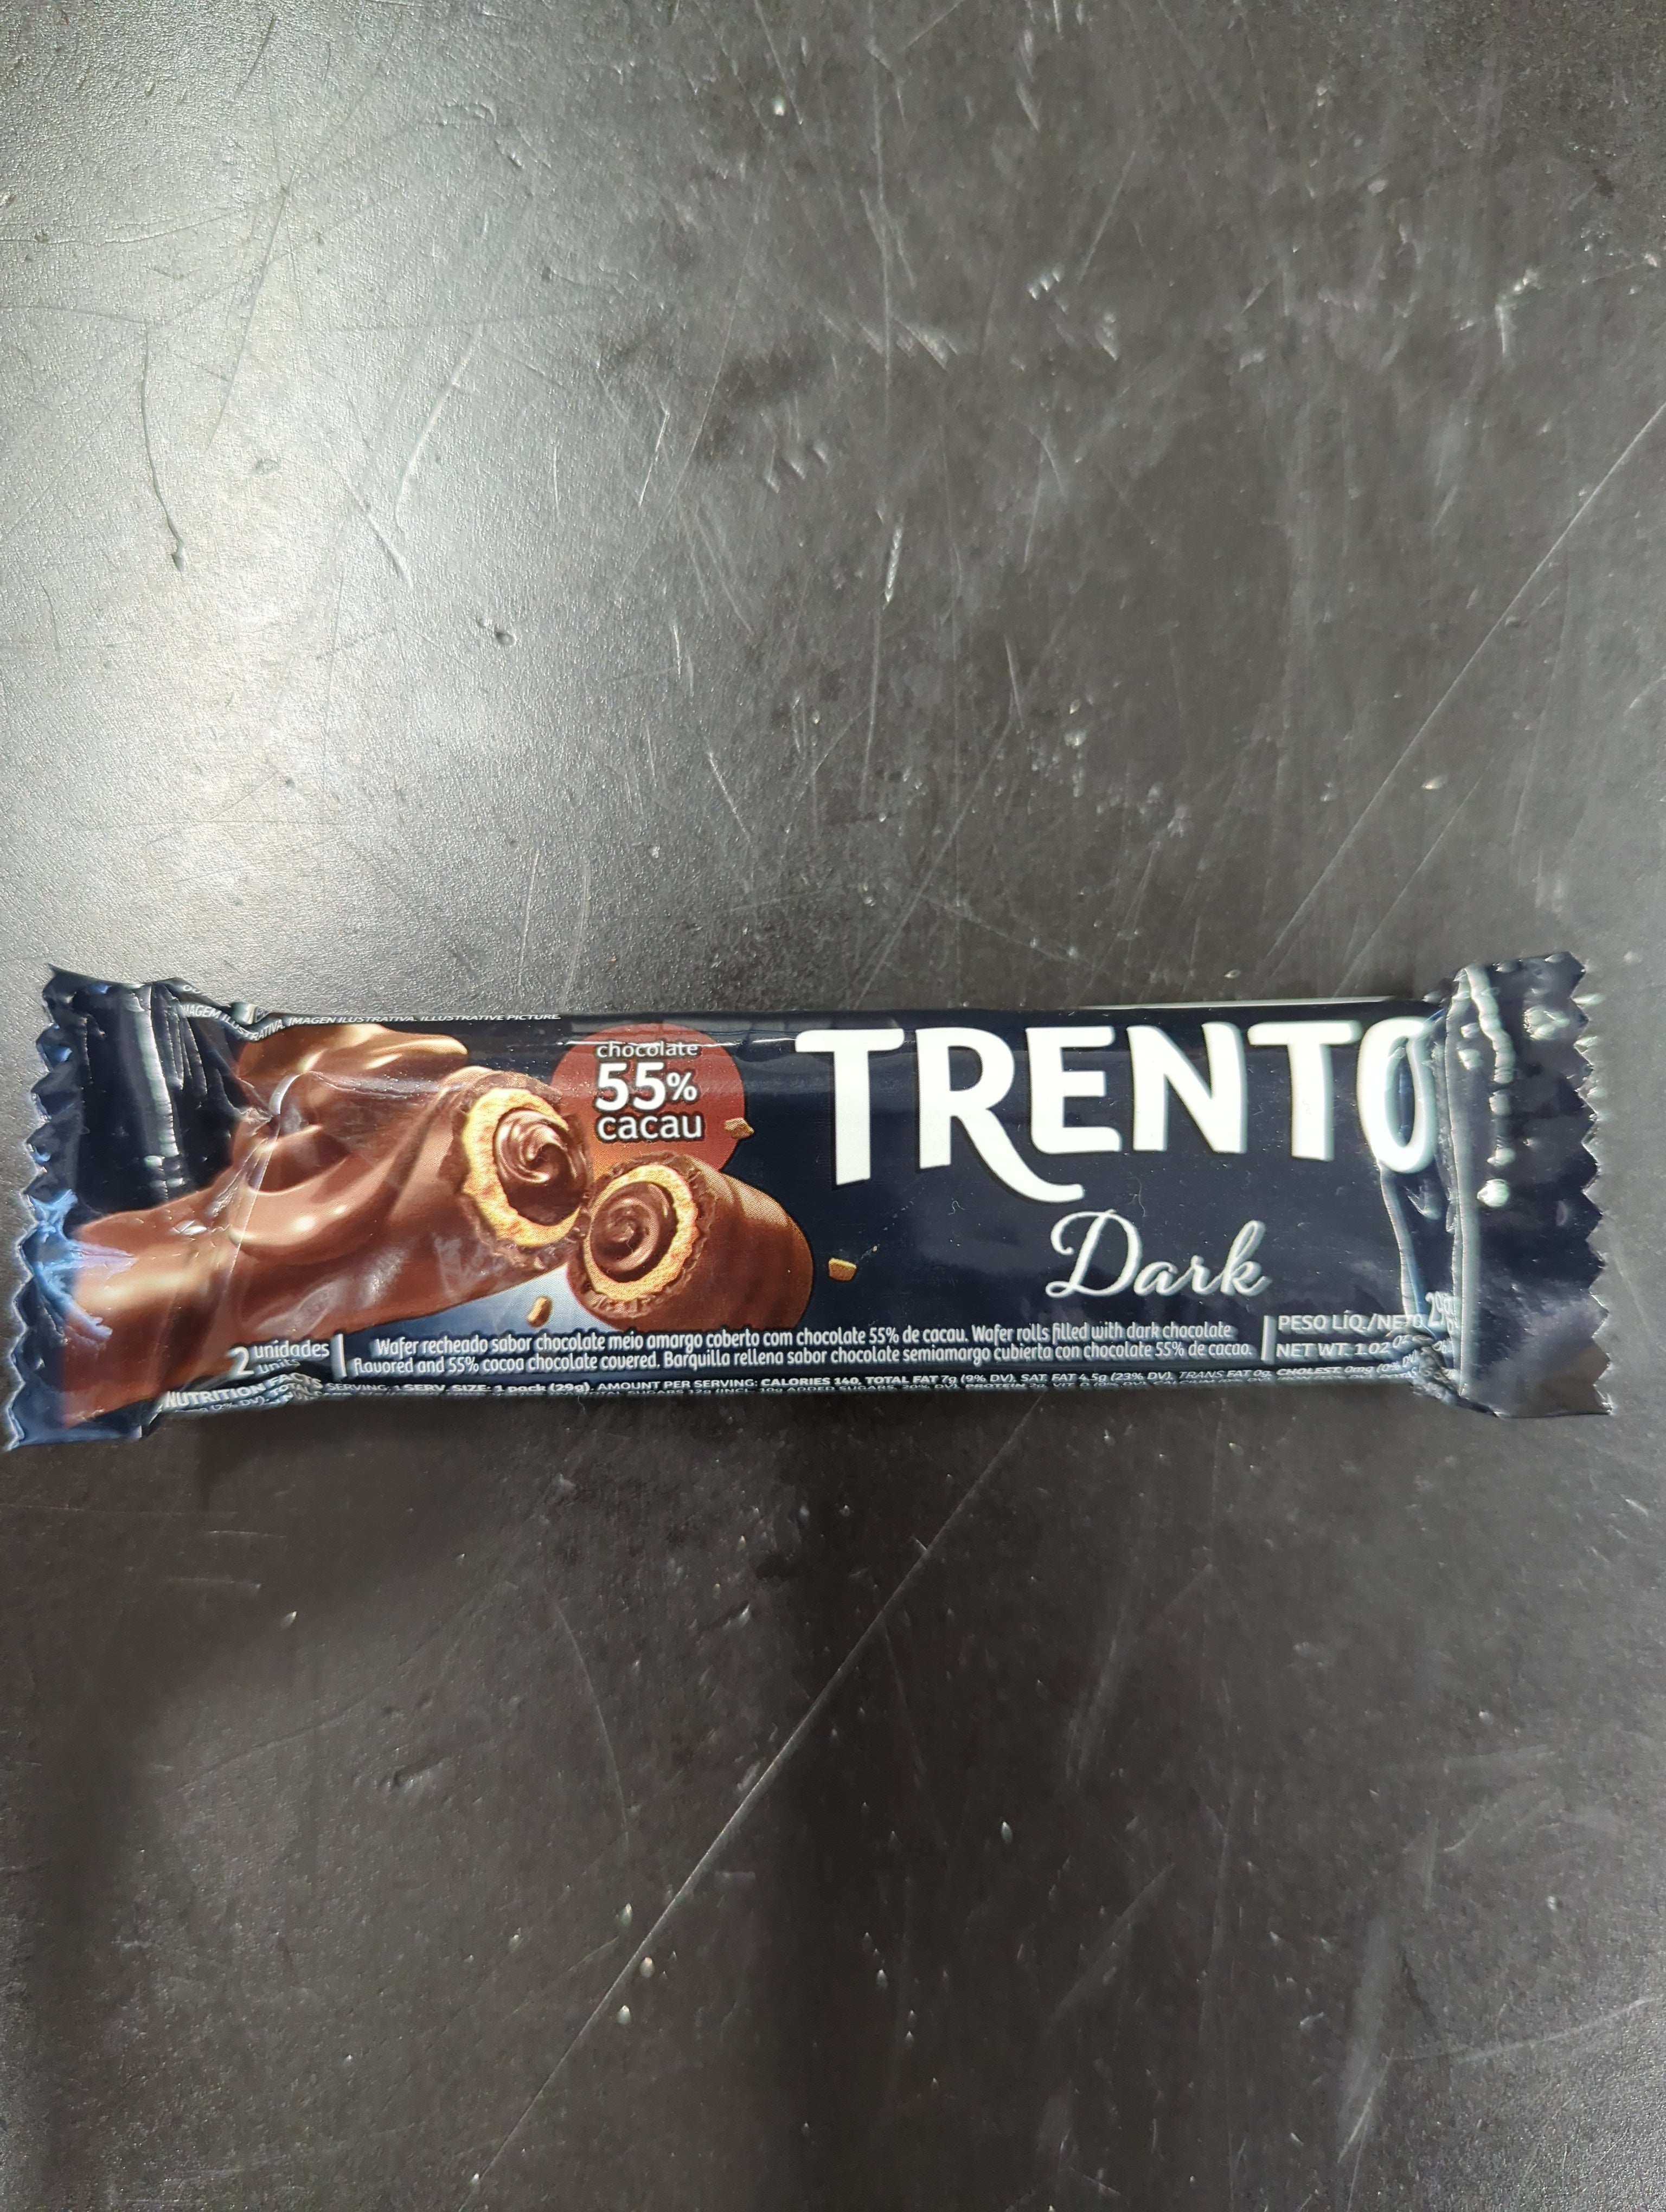 IMAGEN ILUSTRATIVA. ILLUSTRATIVE PICTURE.
chocolate
55%
cacau
TRENTO
Dark
2 unidades
units
Wafer recheado sabor chocolate meio amargo coberto com chocolate 55% de cacau. Wafer rolls filled with dark chocolate
flavored and 55% cocoa chocolate covered. Barquilla rellena sabor chocolate semiamargo cubierta con chocolate 55% de cacao.
PESO LÍQ./NETO
NET WT. 1.02
NUTRITION SERVING: 1 SERV. SIZE: 1 pack (29g), AMOUNT PER SERVING: CALORIES 140, TOTAL FAT 7g (9% DV), SAT. FAT 4.5g (23% DV), TRANS FAT 0g, CHOLEST. 0mg